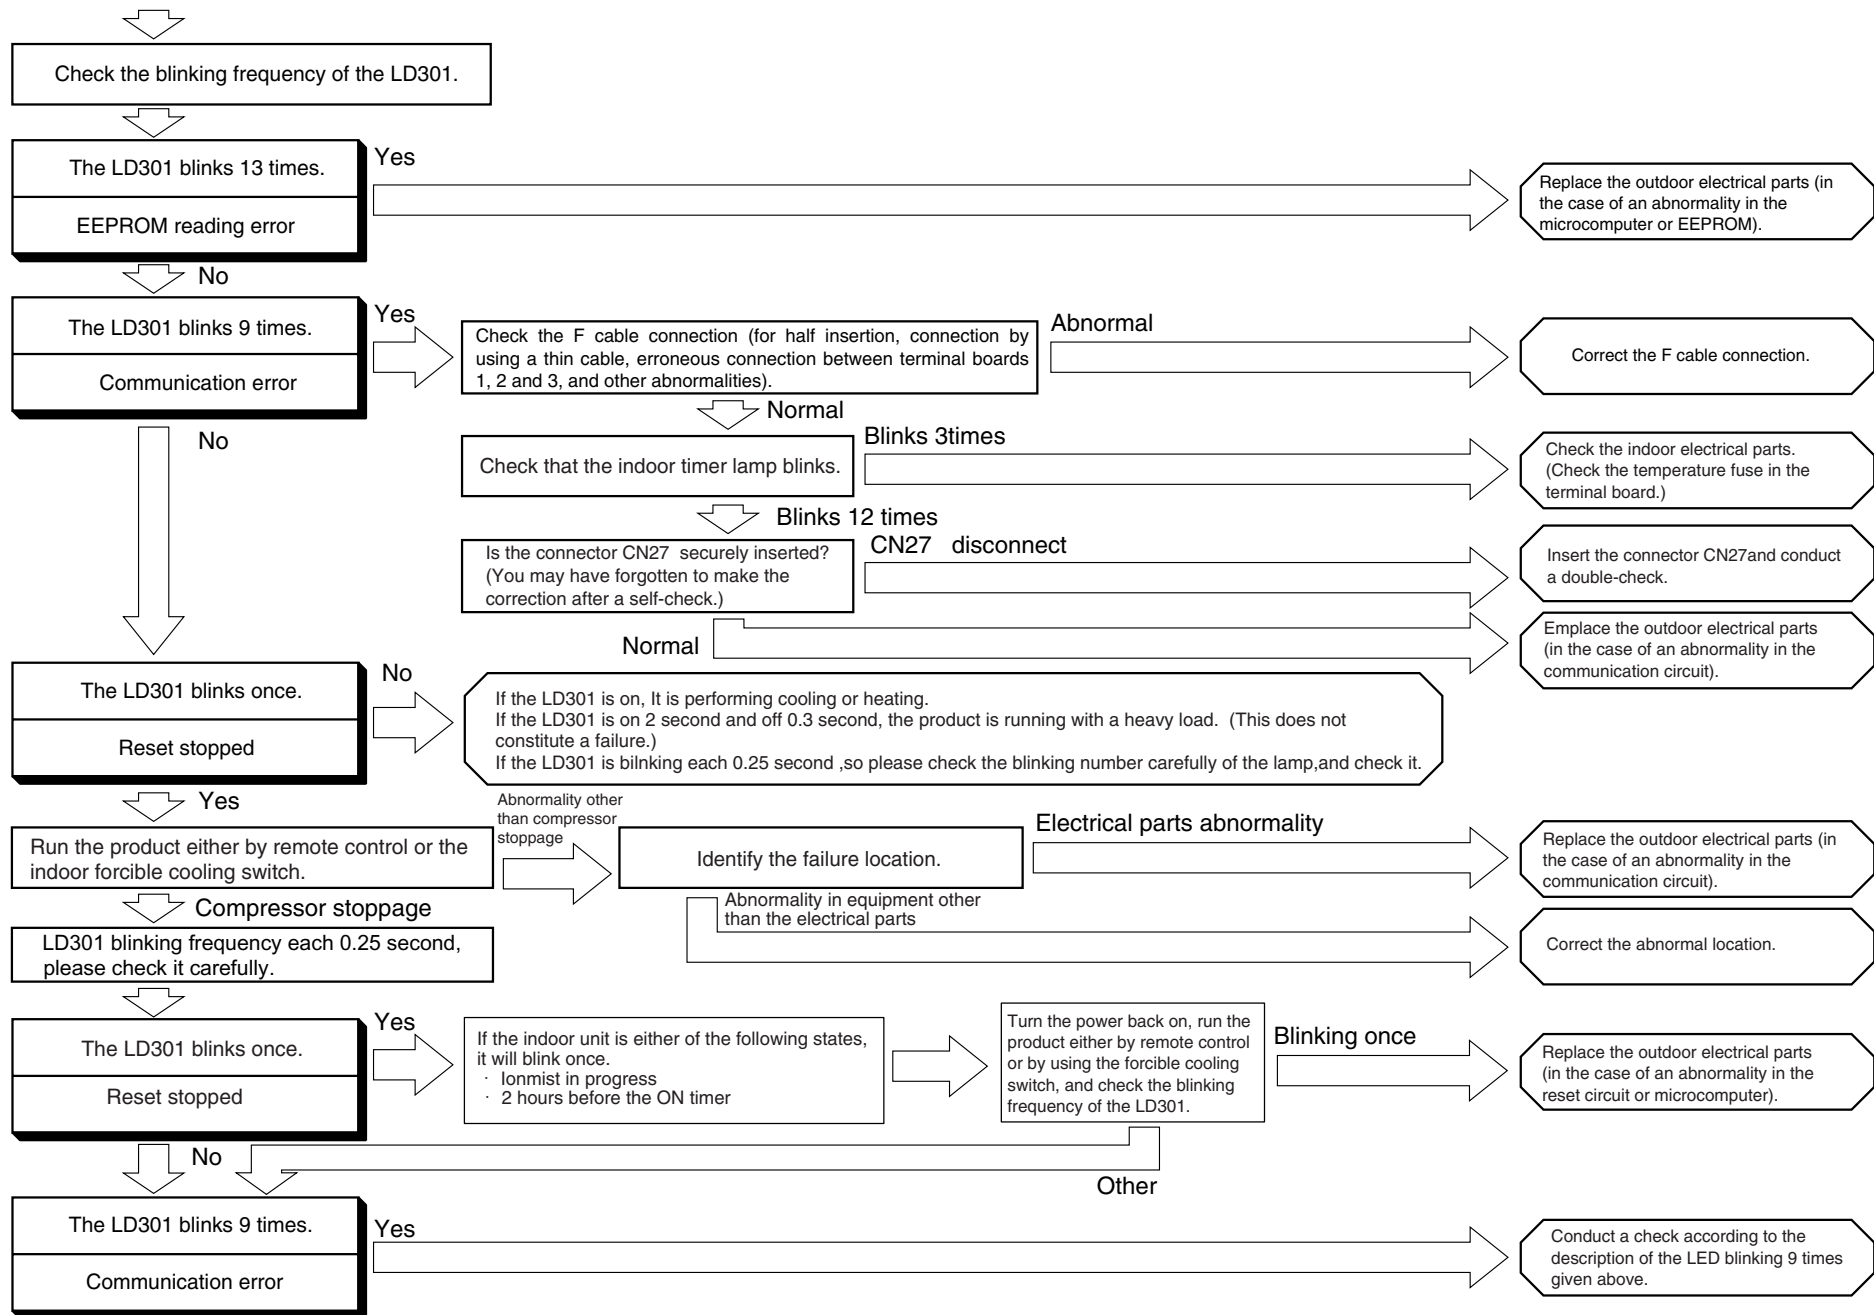 Check the blinking frequency of the LD301.
The LD301 blinks 13 times.
EEPROM reading error
Yes
Replace the outdoor electrical parts (in
the case of an abnormality in the
microcomputer or EEPROM).
No
The LD301 blinks 9 times.
Communication error
Yes
Check the F cable connection (for half insertion, connection by
using a thin cable, erroneous connection between terminal boards
1, 2 and 3, and other abnormalities).
Abnormal
Correct the F cable connection.
Normal
No
Check that the indoor timer lamp blinks.
Blinks 3times
Check the indoor electrical parts.
(Check the temperature fuse in the
terminal board.)
Blinks 12 times
Is the connector CN27 securely inserted?
(You may have forgotten to make the
correction after a self-check.)
CN27 disconnect
Insert the connector CN27and conduct
a double-check.
Normal
Emplace the outdoor electrical parts
(in the case of an abnormality in the
communication circuit).
The LD301 blinks once.
Reset stopped
No
If the LD301 is on, It is performing cooling or heating.
If the LD301 is on 2 second and off 0.3 second, the product is running with a heavy load. (This does not
constitute a failure.)
If the LD301 is bilnking each 0.25 second ,so please check the blinking number carefully of the lamp,and check it.
Yes
Run the product either by remote control or the
indoor forcible cooling switch.
Abnormality other
than compressor
stoppage
Identify the failure location.
Electrical parts abnormality
Replace the outdoor electrical parts (in
the case of an abnormality in the
communication circuit).
Abnormality in equipment other
than the electrical parts
Correct the abnormal location.
Compressor stoppage
LD301 blinking frequency each 0.25 second,
please check it carefully.
The LD301 blinks once.
Reset stopped
Yes
If the indoor unit is either of the following states,
it will blink once.
· Ionmist in progress
· 2 hours before the ON timer
Turn the power back on, run the
product either by remote control
or by using the forcible cooling
switch, and check the blinking
frequency of the LD301.
Blinking once
Replace the outdoor electrical parts
(in the case of an abnormality in the
reset circuit or microcomputer).
No
Other
The LD301 blinks 9 times.
Communication error
Yes
Conduct a check according to the
description of the LED blinking 9 times
given above.